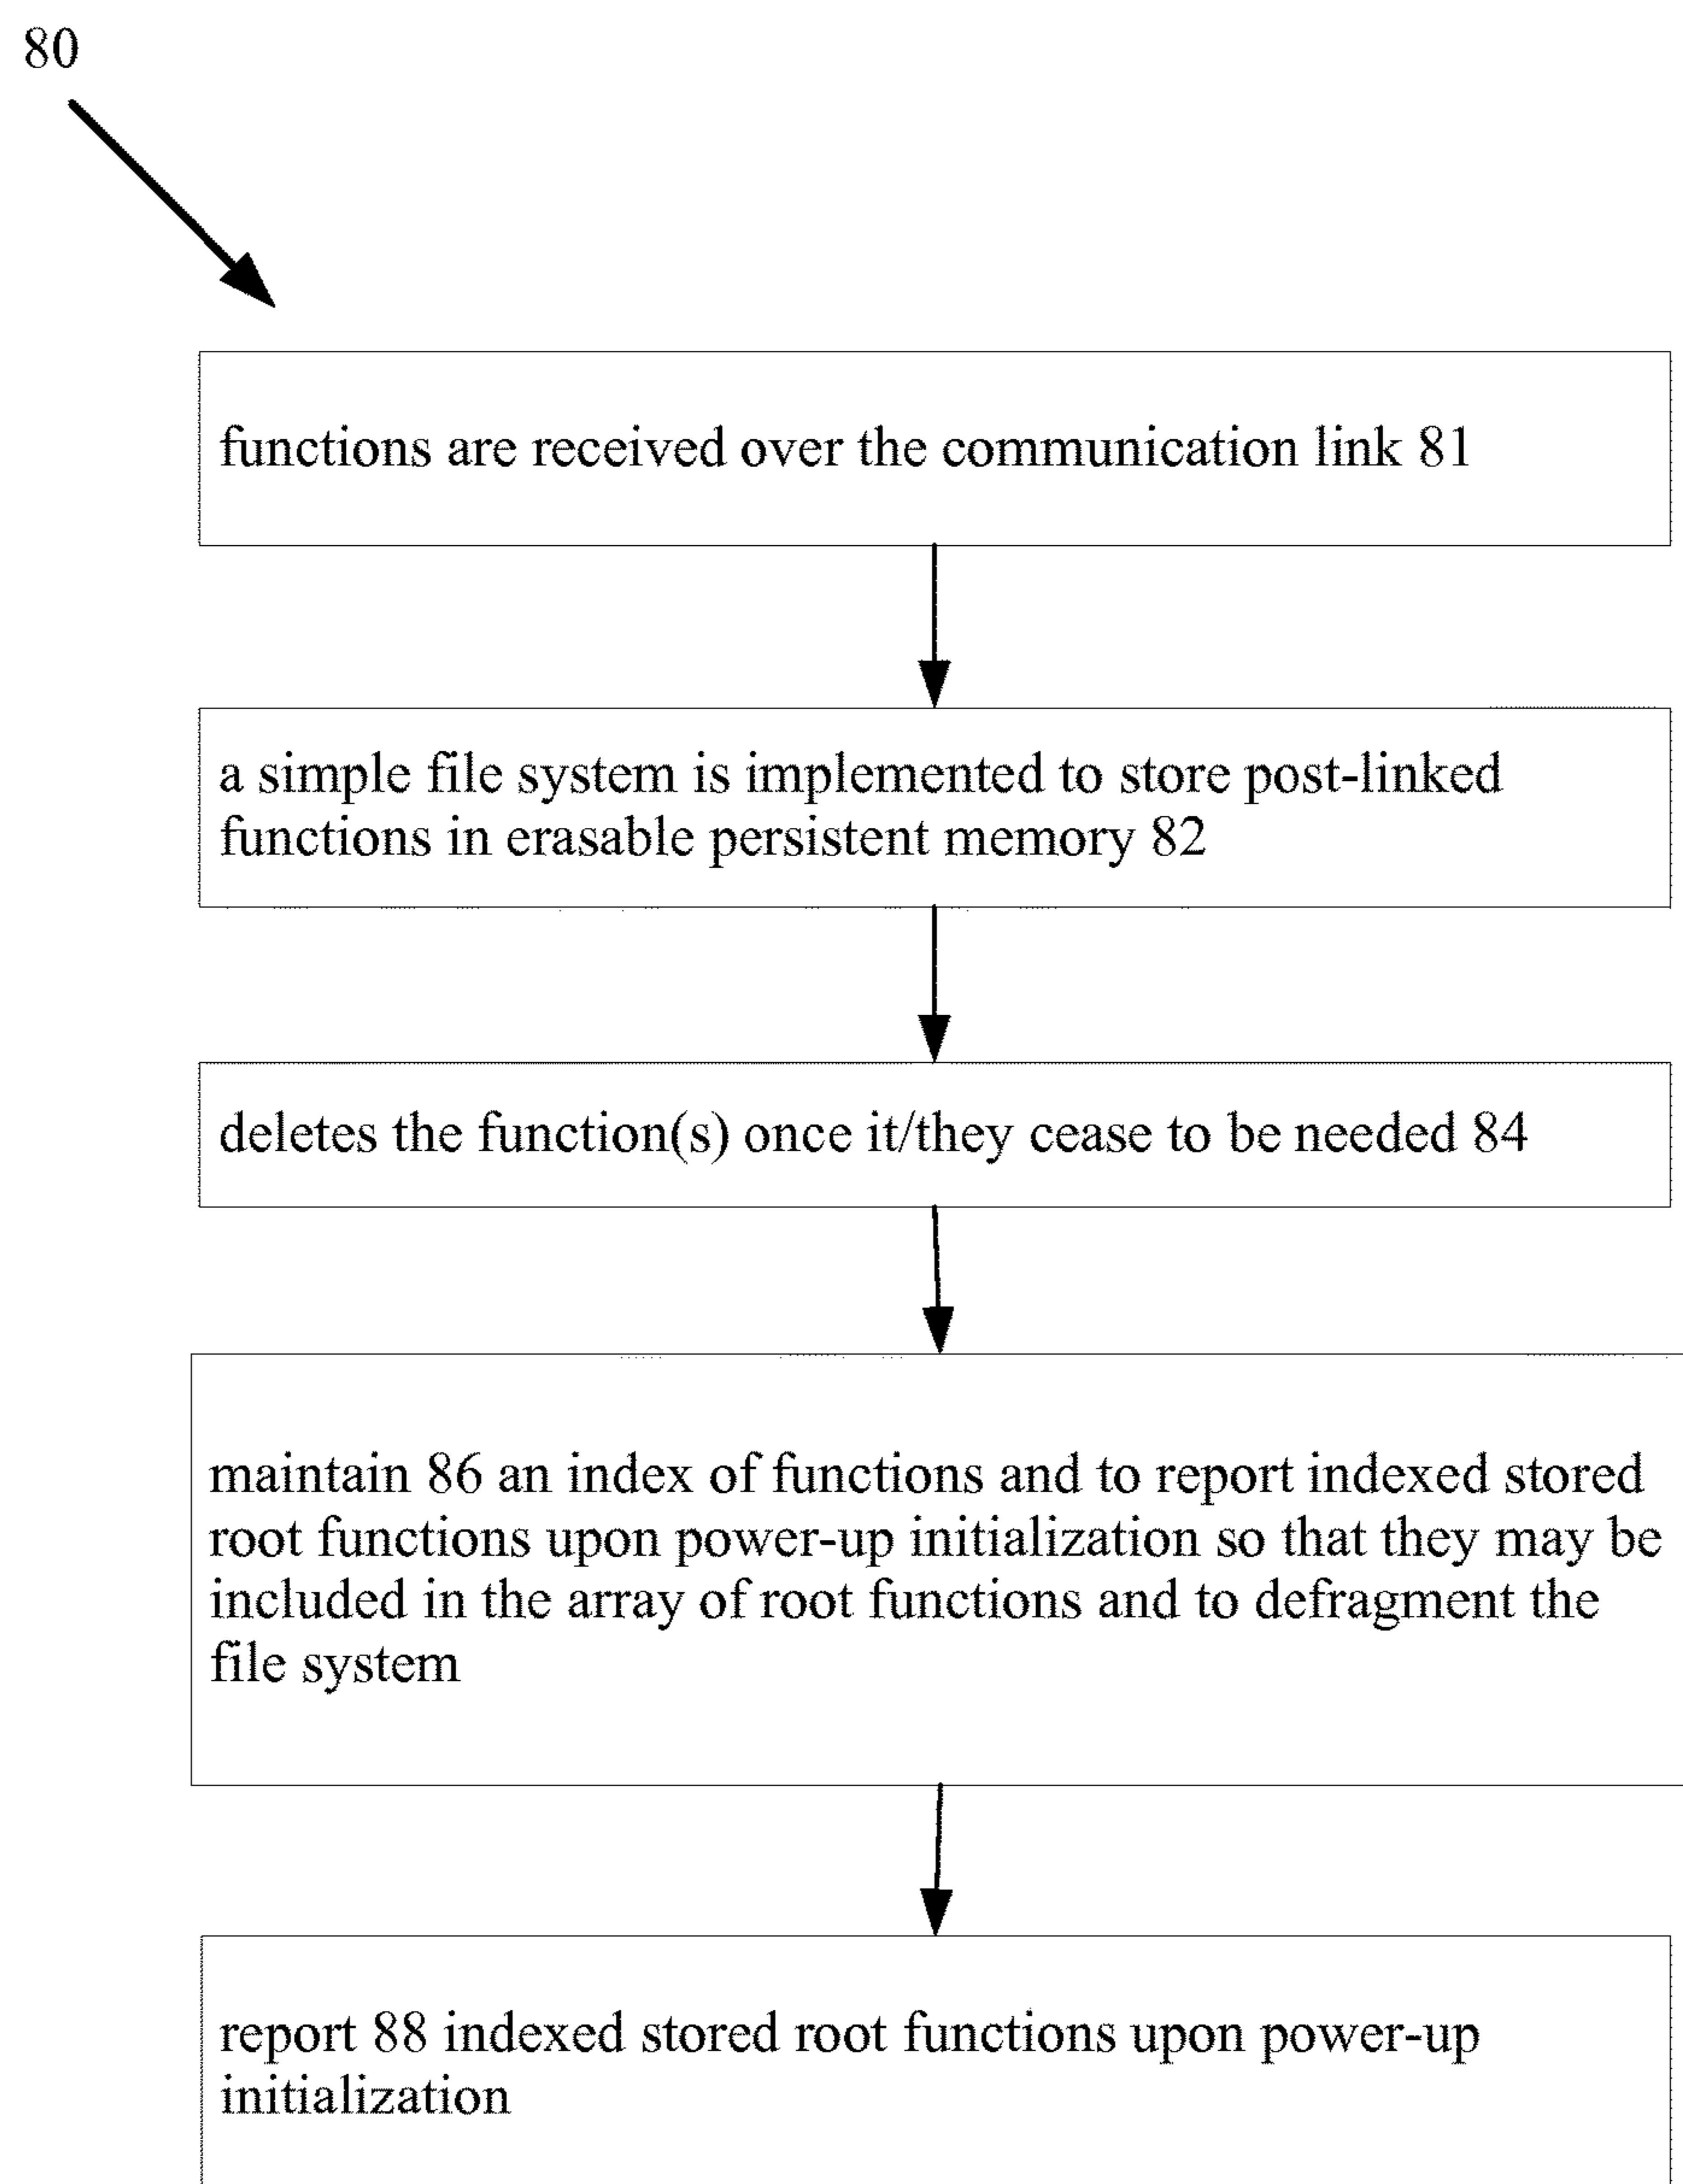 80
functions are received over the communication link 81
a simple file system is implemented to store post-linked
functions in erasable persistent memory 82
deletes the function(s) once it/they cease to be needed 84
maintain 86 an index of functions and to report indexed stored
root functions upon power-up initialization so that they may be
included in the array of root functions and to defragment the
file system
report 88 indexed stored root functions upon power-up
initialization